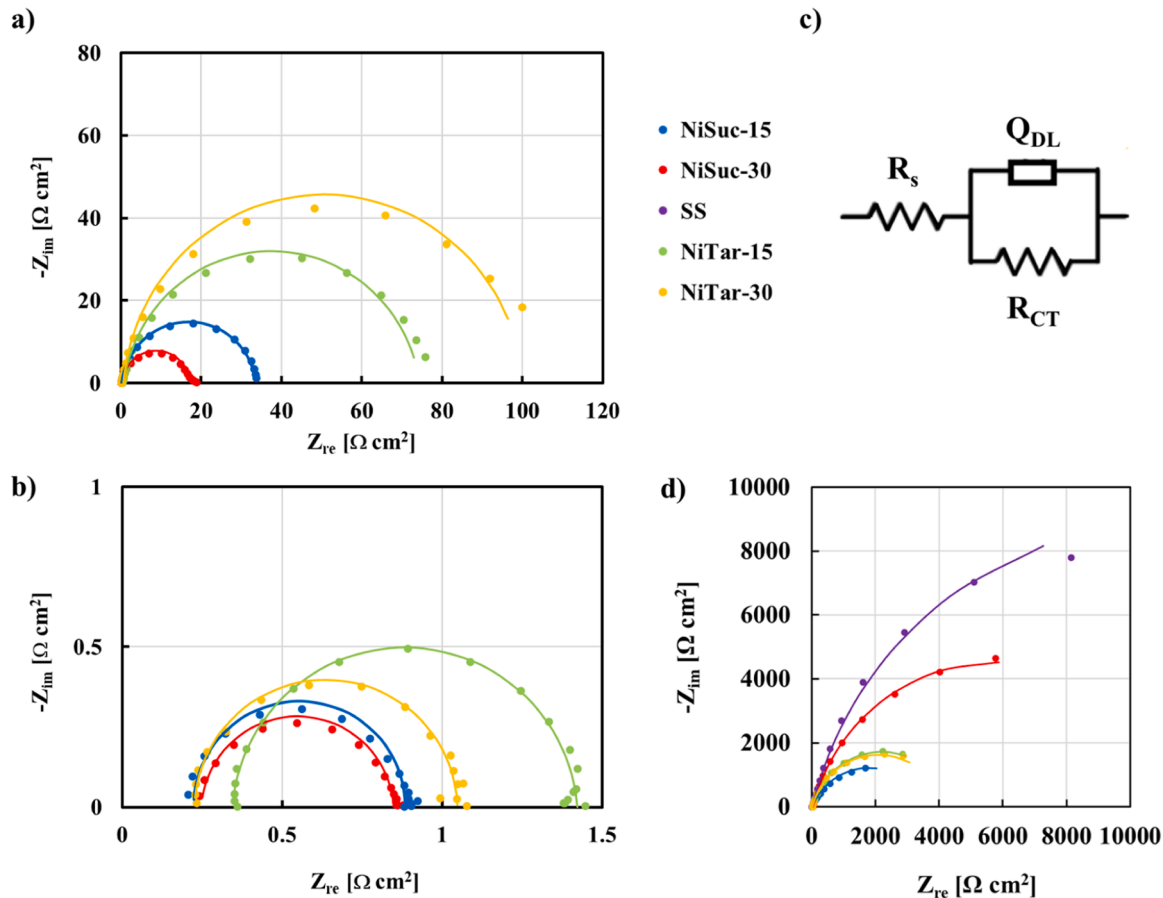 a)
80
60
40
20
0
-Zim [Ω cm²]
0 20 40 60 80 100 120
Zre [Ω cm²]
NiSuc-15
NiSuc-30
SS
NiTar-15
NiTar-30
c)
Rs
QDL
RCT
b)
1
0.5
0
-Zim [Ω cm²]
0 0.5 1 1.5
Zre [Ω cm²]
d)
10000
8000
6000
4000
2000
0
-Zim [Ω cm²]
0 2000 4000 6000 8000 10000
Zre [Ω cm²]